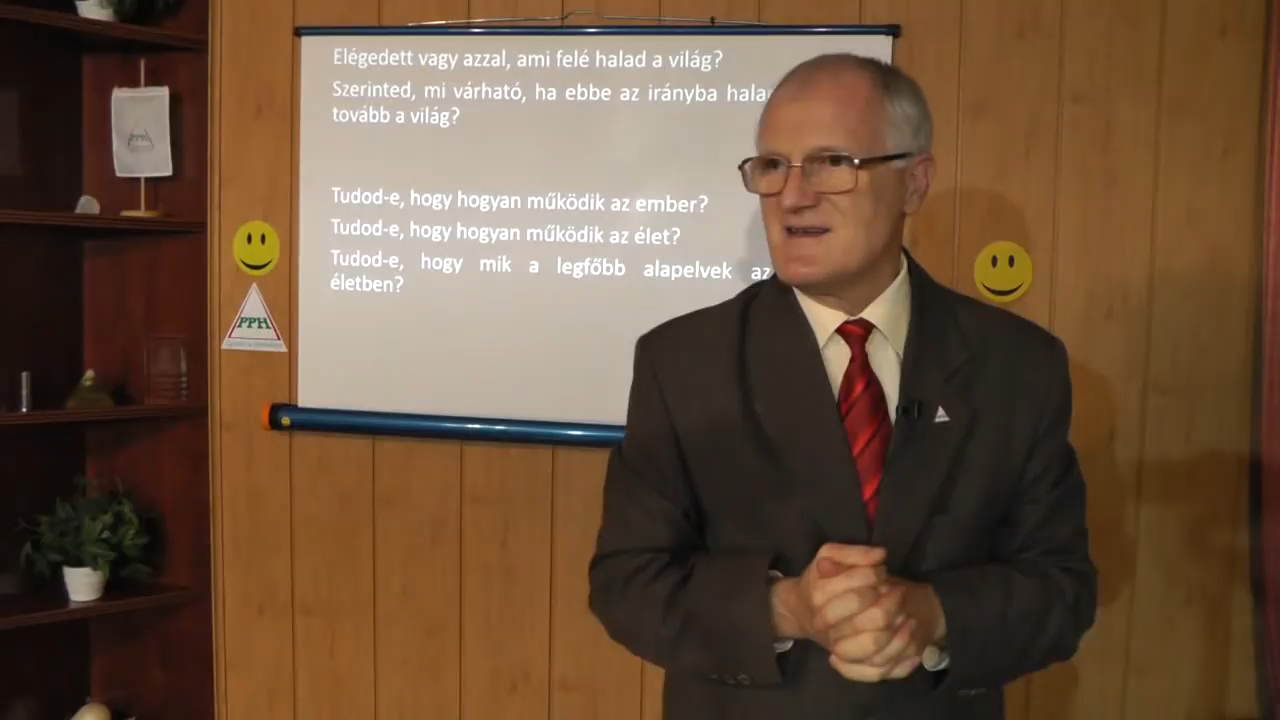 Elégedett vagy azzal, ami felé halad a világ?
Szerinted, mi várható, ha ebbe az irányba
tovább a világ?
Tudod-e, hogy hogyan működik az ember?
Tudod-e, hogy hogyan működik az élet?
Tudod-e, hogy mik a legfőbb alapelvek az
életben?
PPH